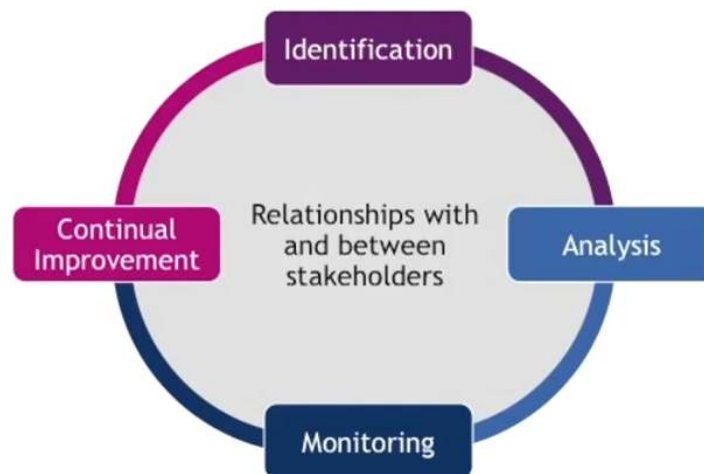 Identification
Relationships with
and between
stakeholders
Continual
Improvement
Analysis
Monitoring